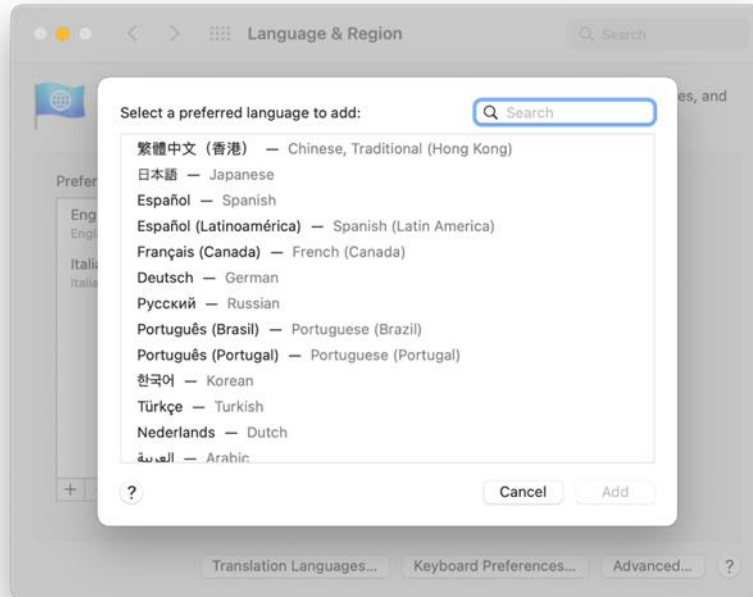 Language & Region
Search
es, and
Select a preferred language to add:
Search
繁體中文（香港） — Chinese, Traditional (Hong Kong)
日本語 — Japanese
Español — Spanish
Español (Latinoamérica) — Spanish (Latin America)
Français (Canada) — French (Canada)
Deutsch — German
Русский — Russian
Português (Brasil) — Portuguese (Brazil)
Português (Portugal) — Portuguese (Portugal)
한국어 — Korean
Türkçe — Turkish
Nederlands — Dutch
العربية — Arabic
Prefer
Eng
Engli
Italia
Italia
+
?
Cancel
Add
Translation Languages...
Keyboard Preferences...
Advanced...
?